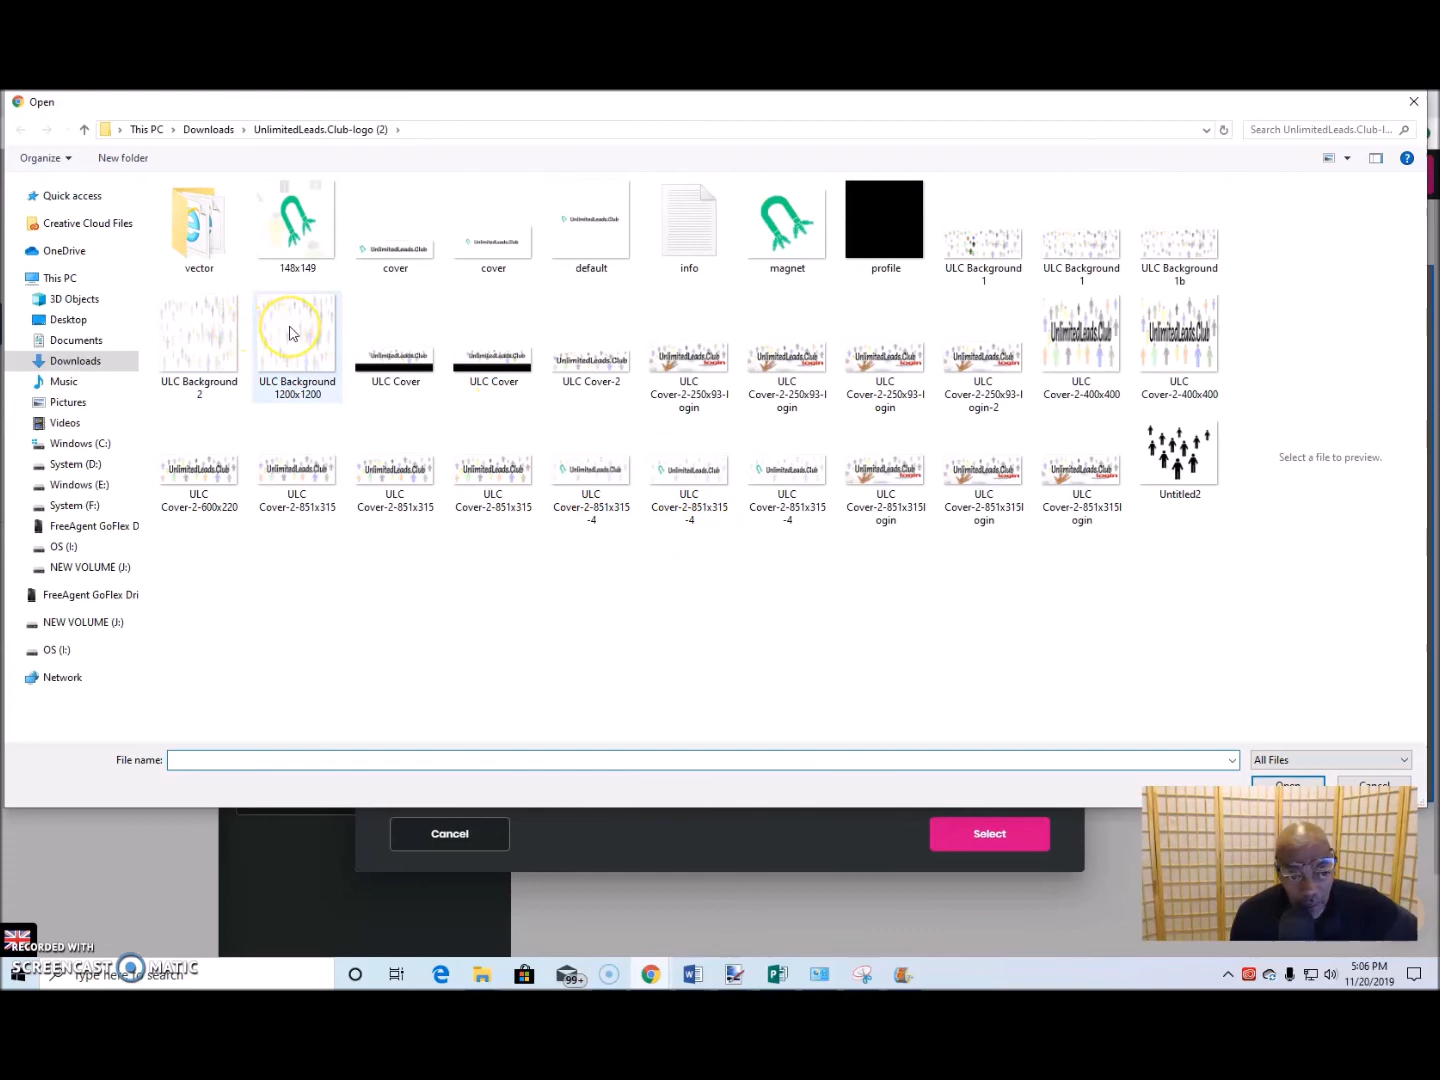 Open
This PC > Downloads > UnlimitedLeads.Club-logo (2) >
Search UnlimitedLeads.Club-l...
Organize
New folder
Quick access
Creative Cloud Files
OneDrive
This PC
3D Objects
Desktop
Documents
Downloads
Music
Pictures
Videos
Windows (C:)
System (D:)
Windows (E:)
System (F:)
FreeAgent GoFlex D
OS (I:)
NEW VOLUME (J:)
FreeAgent GoFlex Dri
NEW VOLUME (J:)
OS (I:)
Network
vector
148x149
cover
cover
default
info
magnet
profile
ULC Background
1
ULC Background
1
ULC Background
1b
ULC Background
2
ULC Background
1200x1200
ULC Cover
ULC Cover
ULC Cover-2
ULC
Cover-2-250x93-l
ogin
ULC
Cover-2-250x93-l
ogin
ULC
Cover-2-250x93-l
ogin
ULC
Cover-2-250x93-l
ogin-2
ULC
Cover-2-400x400
ULC
Cover-2-400x400
ULC
Cover-2-600x220
ULC
Cover-2-851x315
ULC
Cover-2-851x315
ULC
Cover-2-851x315
ULC
Cover-2-851x315
-4
ULC
Cover-2-851x315
-4
ULC
Cover-2-851x315
-4
ULC
Cover-2-851x315l
ogin
ULC
Cover-2-851x315l
ogin
ULC
Cover-2-851x315l
ogin
Untitled2
Select a file to preview.
File name:
All Files
Open
Cancel
Cancel
Select
RECORDED WITH
SCREENCAST MATIC
Type here to search
99+
5:06 PM
11/20/2019